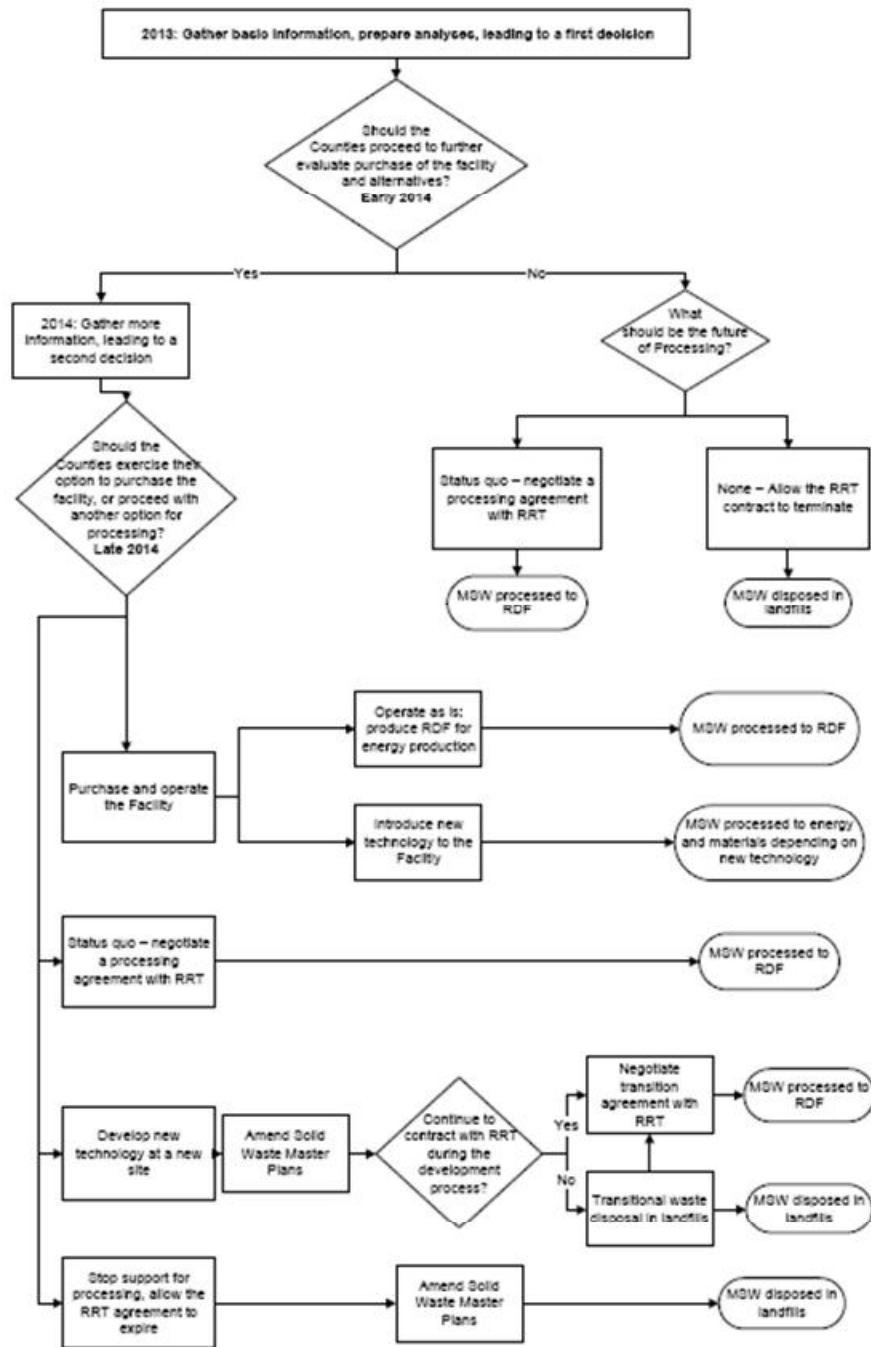 2013: Gather basic information, prepare analyses, leading to a first decision
Should the
Counties proceed to further
evaluate purchase of the facility
and alternatives?
Early 2014
Yes
No
2014: Gather more
information, leading to a
second decision
What
should be the future
of Processing?
Should the
Counties exercise their
option to purchase the
facility, or proceed with
another option for
processing?
Late 2014
Status quo – negotiate a
processing agreement
with RRT
None – Allow the RRT
contract to terminate
MSW processed to
RDF
MSW disposed in
landfills
Purchase and operate
the Facility
Operate as is:
produce RDF for
energy production
MSW processed to RDF
Introduce new
technology to the
Facility
MSW processed to energy
and materials depending on
new technology
Status quo – negotiate
a processing
agreement with RRT
MSW processed to
RDF
Develop new
technology at a new
site
Amend Solid
Waste Master
Plans
Continue to
contract with RRT
during the
development
process?
Yes
No
Negotiate
transition
agreement with
RRT
MSW processed to
RDF
Transitional waste
disposal in landfills
MSW disposed in
landfills
Stop support for
processing, allow the
RRT agreement to
expire
Amend Solid
Waste Master
Plans
MSW disposed in
landfills